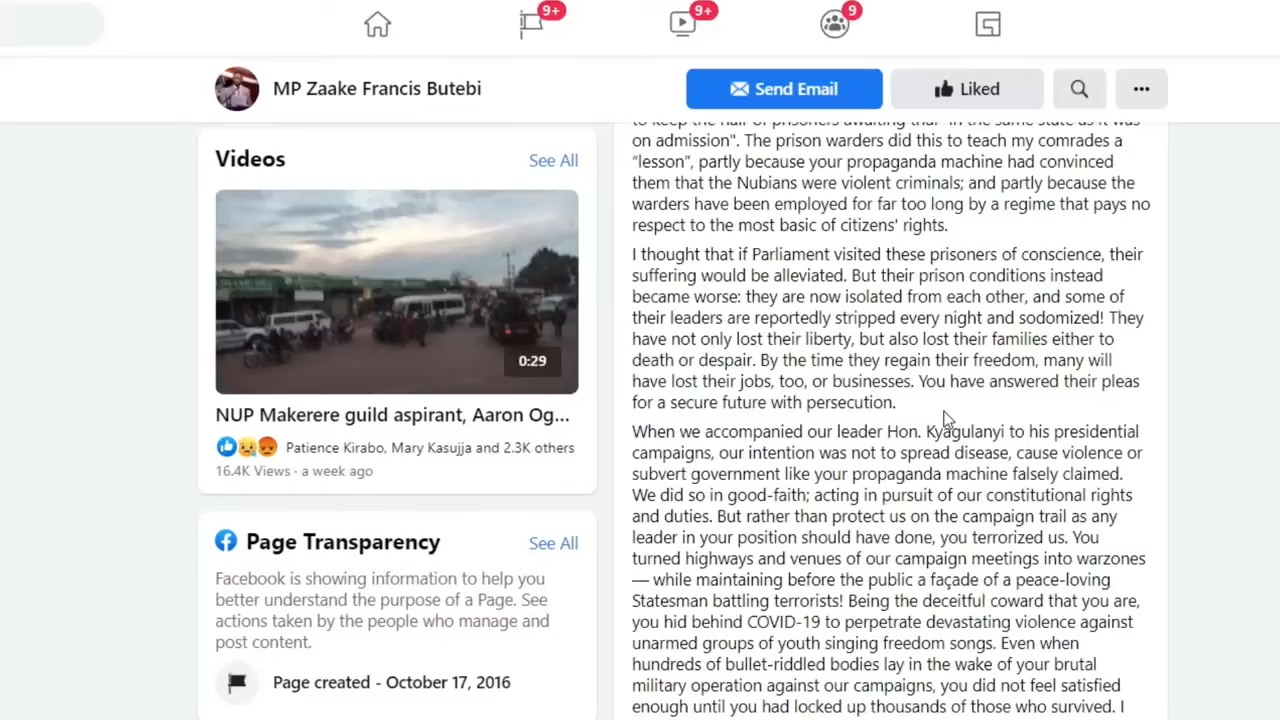 9+
9+
9
MP Zaake Francis Butebi
Send Email
Liked
Videos
See All
0:29
NUP Makerere guild aspirant, Aaron Og...
Patience Kirabo, Mary Kasujja and 2.3K others
16.4K Views · a week ago
Page Transparency
See All
Facebook is showing information to help you
better understand the purpose of a Page. See
actions taken by the people who manage and
post content.
Page created - October 17, 2016
to keep the hair of prisoners awaiting trial "in the same state as it was
on admission". The prison warders did this to teach my comrades a
“lesson”, partly because your propaganda machine had convinced
them that the Nubians were violent criminals; and partly because the
warders have been employed for far too long by a regime that pays no
respect to the most basic of citizens' rights.
I thought that if Parliament visited these prisoners of conscience, their
suffering would be alleviated. But their prison conditions instead
became worse: they are now isolated from each other, and some of
their leaders are reportedly stripped every night and sodomized! They
have not only lost their liberty, but also lost their families either to
death or despair. By the time they regain their freedom, many will
have lost their jobs, too, or businesses. You have answered their pleas
for a secure future with persecution.
When we accompanied our leader Hon. Kyagulanyi to his presidential
campaigns, our intention was not to spread disease, cause violence or
subvert government like your propaganda machine falsely claimed.
We did so in good-faith; acting in pursuit of our constitutional rights
and duties. But rather than protect us on the campaign trail as any
leader in your position should have done, you terrorized us. You
turned highways and venues of our campaign meetings into warzones
— while maintaining before the public a façade of a peace-loving
Statesman battling terrorists! Being the deceitful coward that you are,
you hid behind COVID-19 to perpetrate devastating violence against
unarmed groups of youth singing freedom songs. Even when
hundreds of bullet-riddled bodies lay in the wake of your brutal
military operation against our campaigns, you did not feel satisfied
enough until you had locked up thousands of those who survived. I